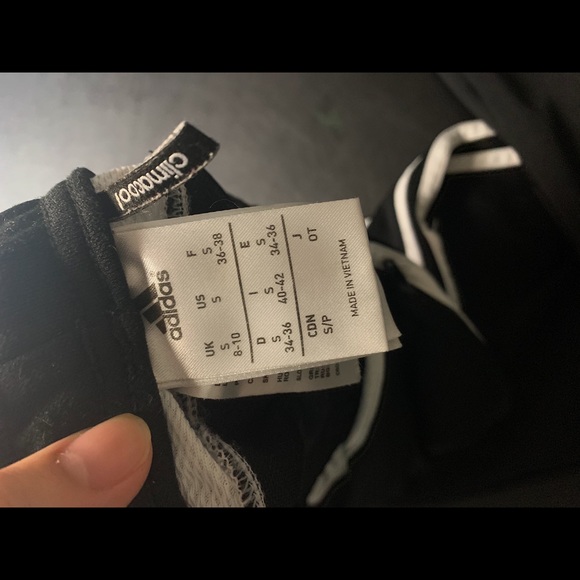 climacool
adidas
UK US F
S S S
8-10 36-38
D I E
S S S
34-36 40-42 34-36
CDN J
S/P OT
MADE IN VIETNAM